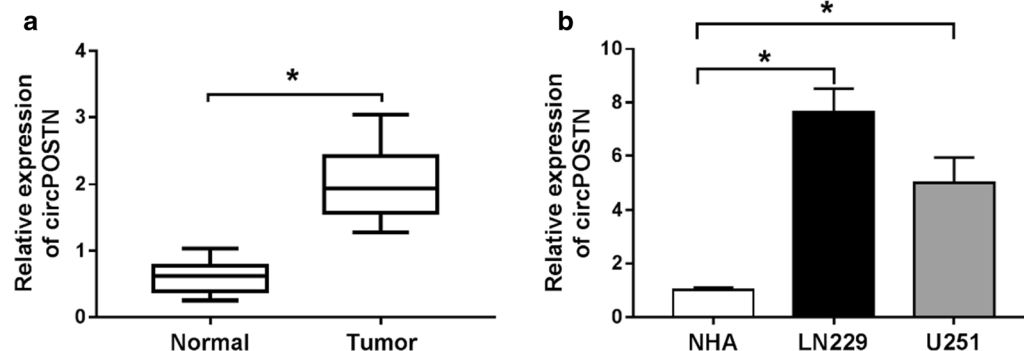 a
Relative expression
of circPOSTN
4
3
2
1
0
*
Normal
Tumor
b
Relative expression
of circPOSTN
10
8
6
4
2
0
*
*
NHA
LN229
U251